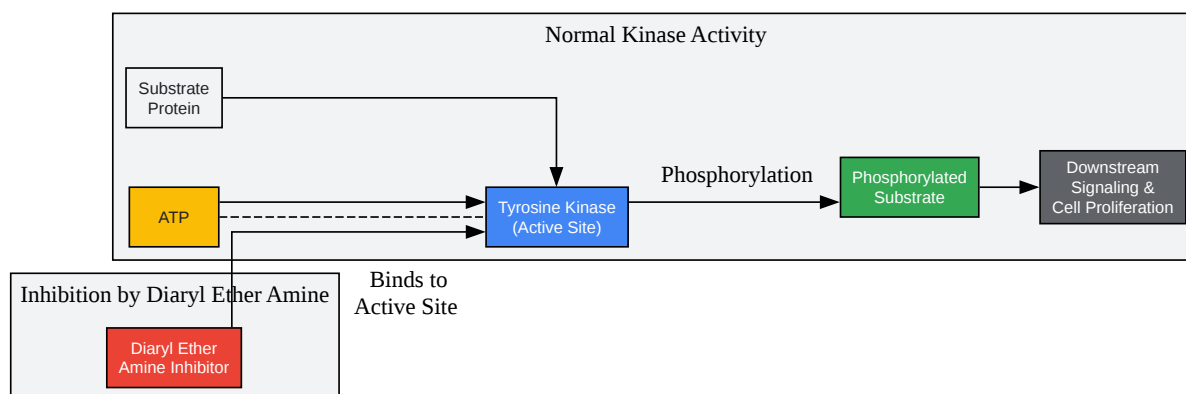 Normal Kinase Activity
Substrate
Protein
Phosphorylation
Phosphorylated
Substrate
Downstream
Signaling &
Cell Proliferation
ATP
Tyrosine Kinase
(Active Site)
Binds to
Active Site
Inhibition by Diaryl Ether Amine
Diaryl Ether
Amine Inhibitor